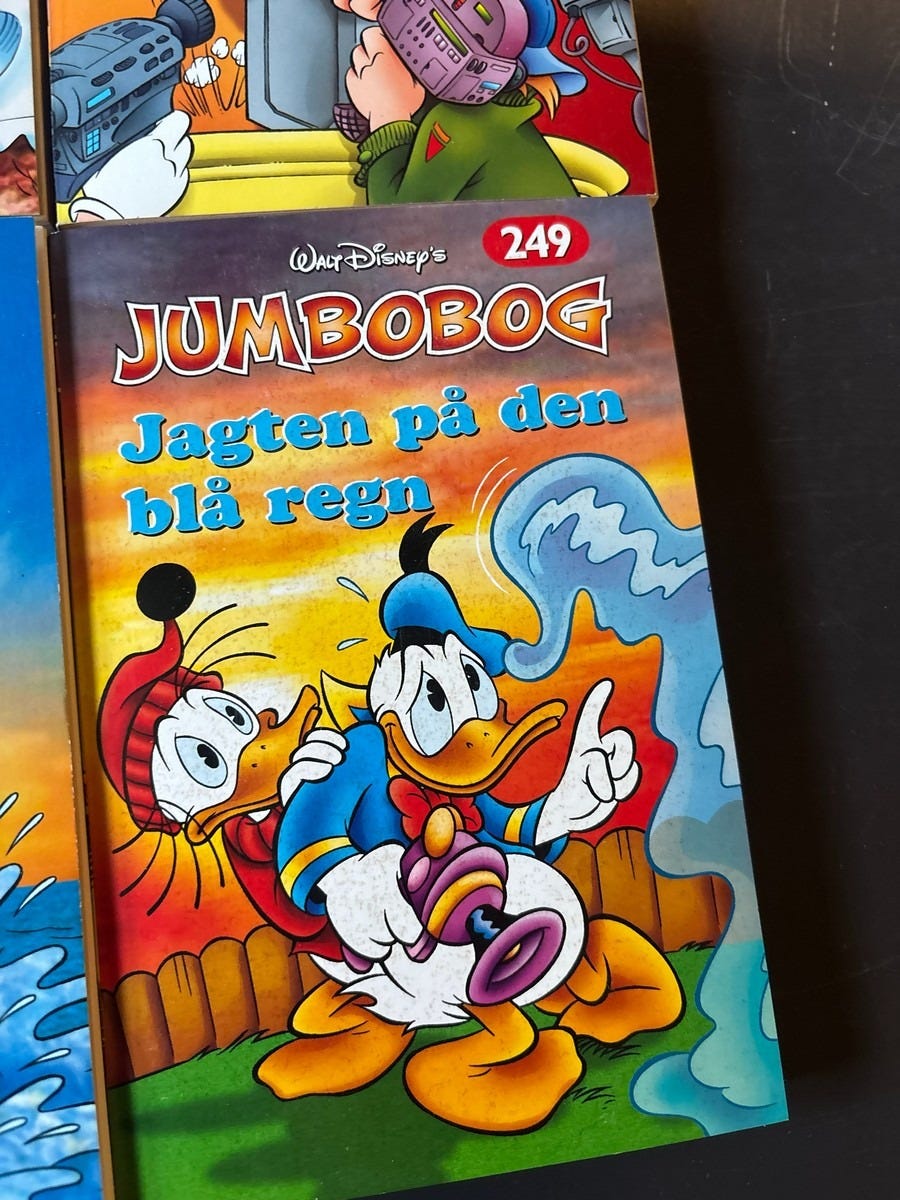 Walt Disney's 249
JUMBOBOG
Jagten på den
blå regn